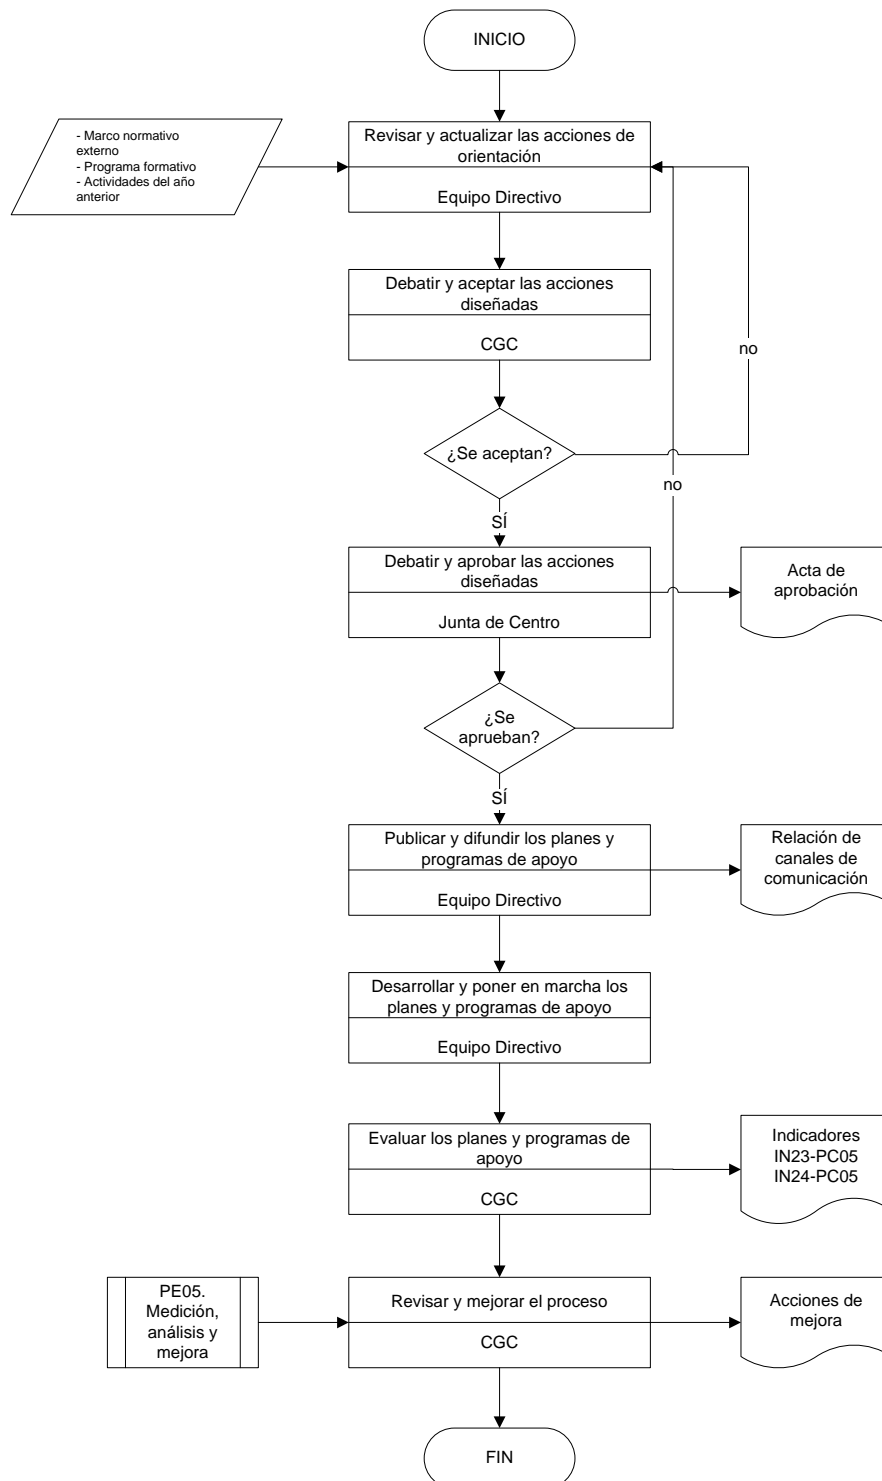 INICIO
- Marco normativo
externo
- Programa formativo
- Actividades del año
anterior
Revisar y actualizar las acciones de
orientación
Equipo Directivo
Debatir y aceptar las acciones
diseñadas
CGC
no
¿Se aceptan?
no
SÍ
Debatir y aprobar las acciones
diseñadas
Junta de Centro
Acta de
aprobación
¿Se
aprueban?
SÍ
Publicar y difundir los planes y
programas de apoyo
Equipo Directivo
Relación de
canales de
comunicación
Desarrollar y poner en marcha los
planes y programas de apoyo
Equipo Directivo
Evaluar los planes y programas de
apoyo
CGC
Indicadores
IN23-PC05
IN24-PC05
PE05.
Medición,
análisis y
mejora
Revisar y mejorar el proceso
CGC
Acciones de
mejora
FIN